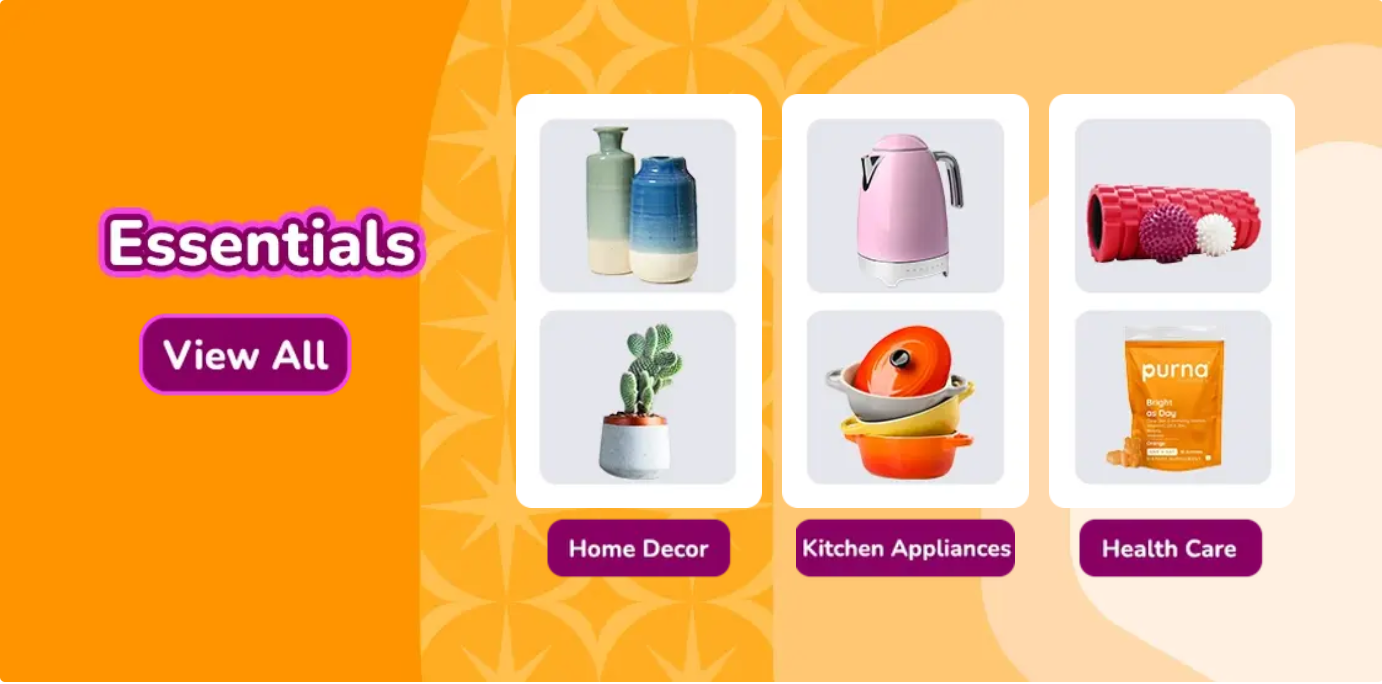 Essentials
View All
purna
Bright
as Day
Orange
Home Decor
Kitchen Appliances
Health Care